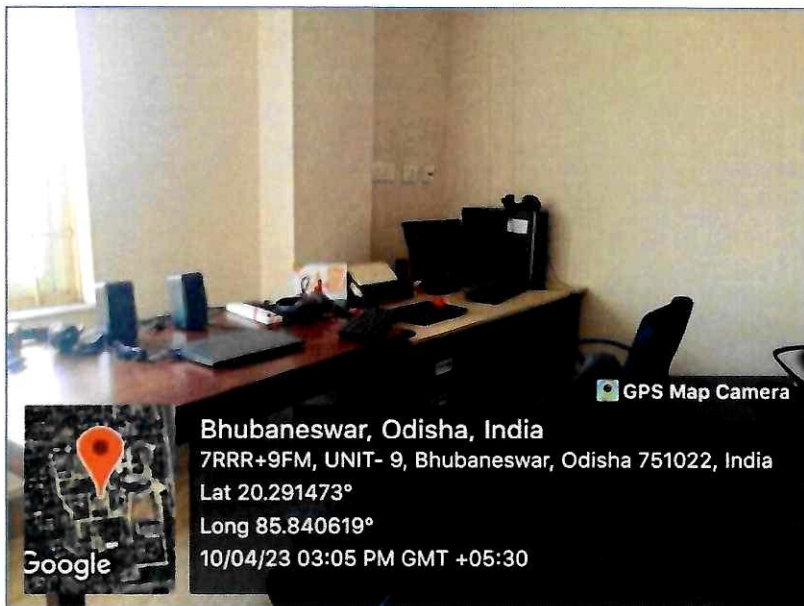 GPS Map Camera
Bhubaneswar, Odisha, India
7RRR+9FM, UNIT- 9, Bhubaneswar, Odisha 751022, India
Lat 20.291473°
Long 85.840619°
10/04/23 03:05 PM GMT +05:30
Google